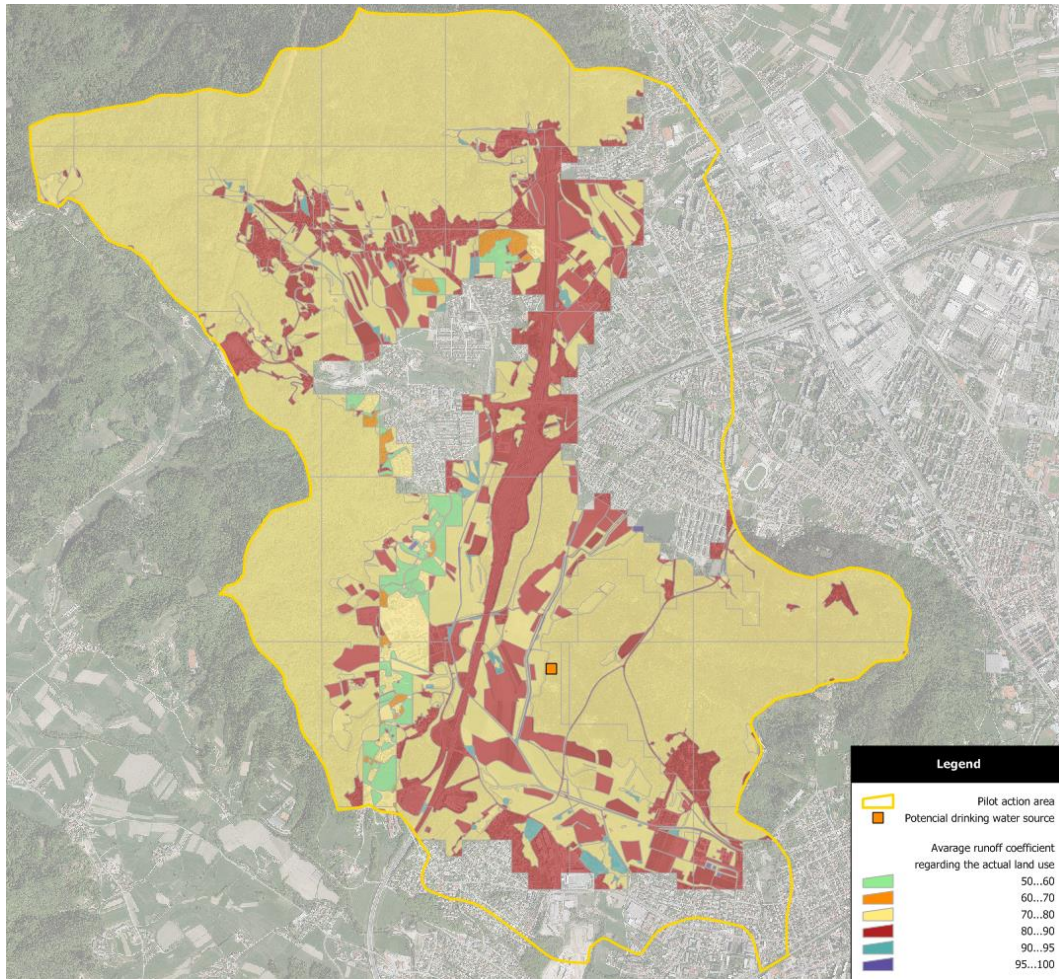 Legend
Pilot action area
Potencial drinking water source
Avarage runoff coefficient
regarding the actual land use
50...60
60...70
70...80
80...90
90...95
95...100